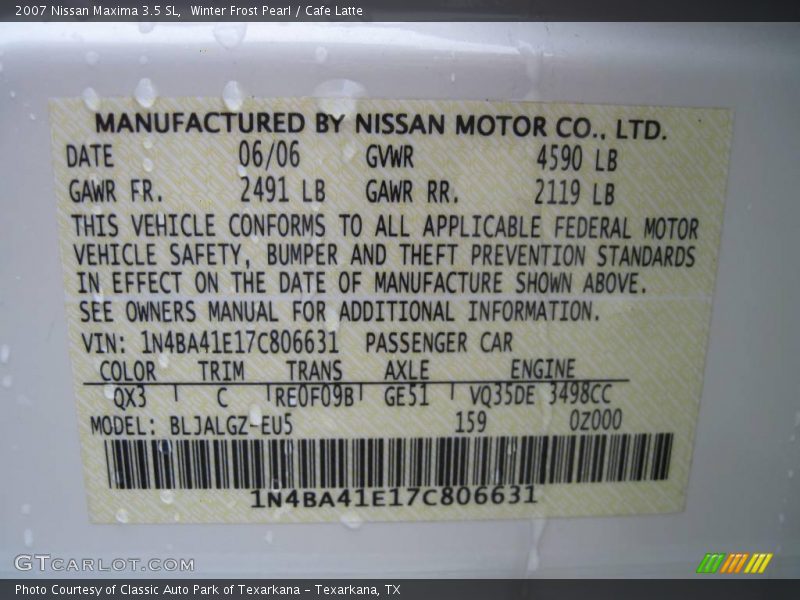 2007 Nissan Maxima 3.5 SL, Winter Frost Pearl / Cafe Latte
MANUFACTURED BY NISSAN MOTOR CO., LTD.
DATE 06/06 GVWR 4590 LB
GAWR FR. 2491 LB GAWR RR. 2119 LB
THIS VEHICLE CONFORMS TO ALL APPLICABLE FEDERAL MOTOR
VEHICLE SAFETY, BUMPER AND THEFT PREVENTION STANDARDS
IN EFFECT ON THE DATE OF MANUFACTURE SHOWN ABOVE.
SEE OWNERS MANUAL FOR ADDITIONAL INFORMATION.
VIN: 1N4BA41E17C806631 PASSENGER CAR
COLOR TRIM TRANS AXLE ENGINE
QX3 C RE0F09B GE51 VQ35DE 3498CC
MODEL: BLJALGZ-EU5 159 0Z000
1N4BA41E17C806631
GTCARLOT.COM
Photo Courtesy of Classic Auto Park of Texarkana - Texarkana, TX